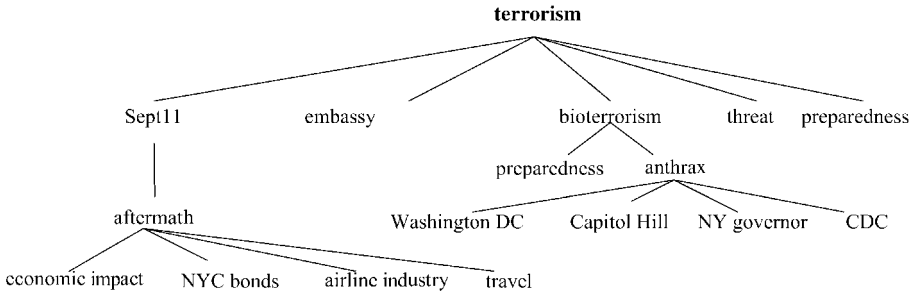 terrorism
Sept11 embassy bioterrorism threat preparedness
preparedness anthrax
aftermath Washington DC Capitol Hill NY governor CDC
economic impact NYC bonds airline industry travel